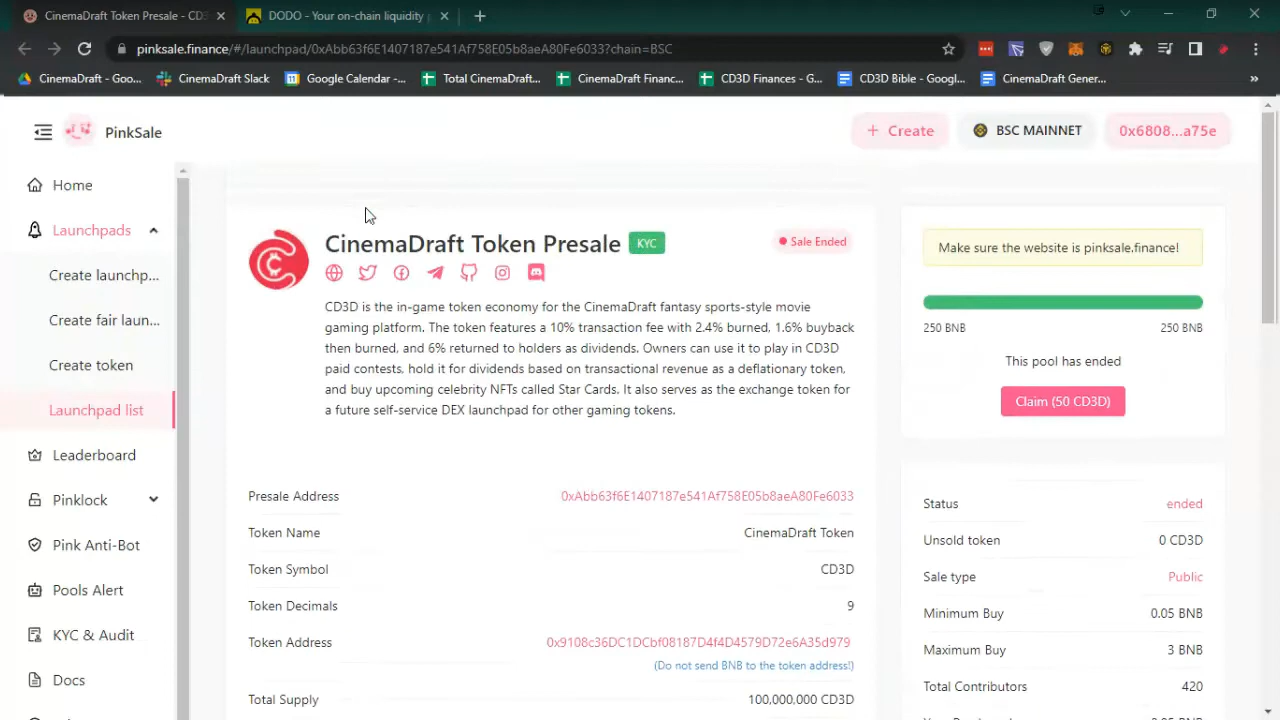 CinemaDraft Token Presale - CD3
DODO - Your on-chain liquidity
pinksale.finance/#/launchpad/0xAbb63f6E1407187e541Af758E05b8aeA80Fe6033?chain=BSC
CinemaDraft - Goo...
CinemaDraft Slack
Google Calendar -...
Total CinemaDraft...
CinemaDraft Financ...
CD3D Finances - G...
CD3D Bible - Googl...
CinemaDraft Gener...
PinkSale
+ Create
BSC MAINNET
0x6808...a75e
Home
Launchpads
Create launchp...
Create fair laun...
Create token
Launchpad list
Leaderboard
Pinklock
Pink Anti-Bot
Pools Alert
KYC & Audit
Docs
CinemaDraft Token Presale
KYC
Sale Ended
CD3D is the in-game token economy for the CinemaDraft fantasy sports-style movie
gaming platform. The token features a 10% transaction fee with 2.4% burned, 1.6% buyback
then burned, and 6% returned to holders as dividends. Owners can use it to play in CD3D
paid contests, hold it for dividends based on transactional revenue as a deflationary token,
and buy upcoming celebrity NFTs called Star Cards. It also serves as the exchange token for
a future self-service DEX launchpad for other gaming tokens.
Presale Address 0xAbb63f6E1407187e541Af758E05b8aeA80Fe6033
Token Name CinemaDraft Token
Token Symbol CD3D
Token Decimals 9
Token Address 0x9108c36DC1DCbf08187D4f4D4579D72e6A35d979
(Do not send BNB to the token address!)
Total Supply 100,000,000 CD3D
Make sure the website is pinksale.finance!
250 BNB 250 BNB
This pool has ended
Claim (50 CD3D)
Status ended
Unsold token 0 CD3D
Sale type Public
Minimum Buy 0.05 BNB
Maximum Buy 3 BNB
Total Contributors 420